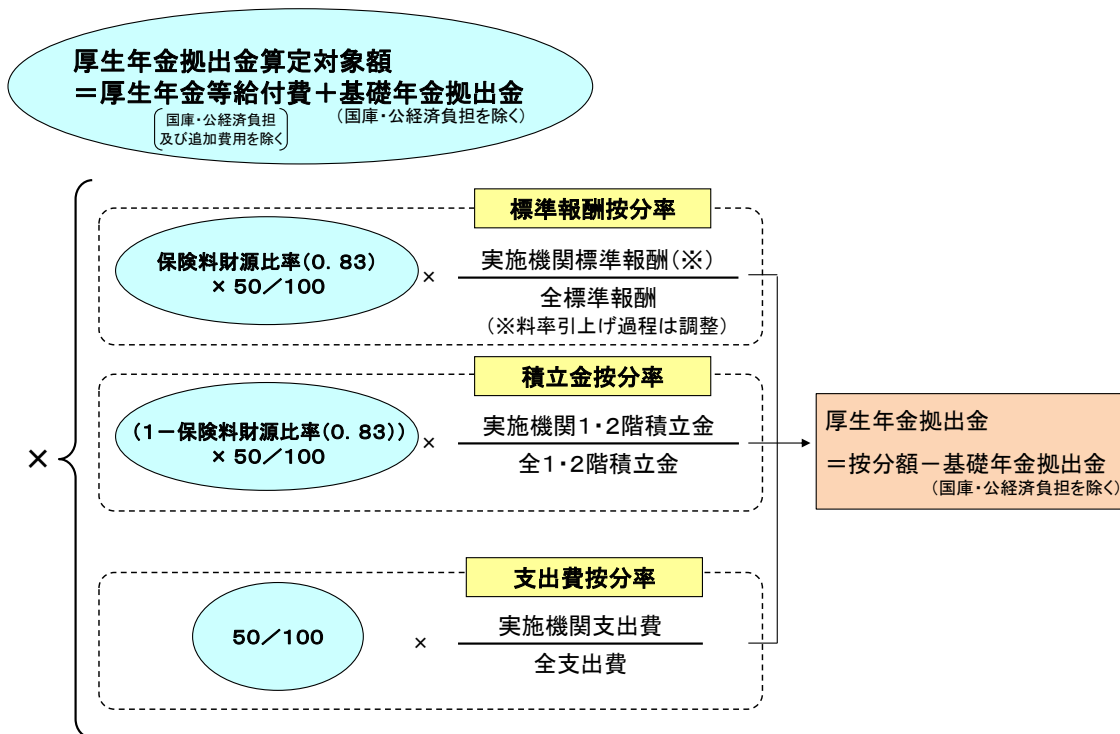 厚生年金拠出金算定対象額
＝厚生年金等給付費＋基礎年金拠出金
国庫・公経済負担
及び追加費用を除く
（国庫・公経済負担を除く）
×
標準報酬按分率
保険料財源比率（０．８３）
×５０／１００
×
実施機関標準報酬（※）
全標準報酬
（※料率引上げ過程は調整）
積立金按分率
（１－保険料財源比率（０．８３））
×５０／１００
×
実施機関１・２階積立金
全１・２階積立金
支出費按分率
５０／１００
×
実施機関支出費
全支出費
厚生年金拠出金
＝按分額－基礎年金拠出金
（国庫・公経済負担を除く）